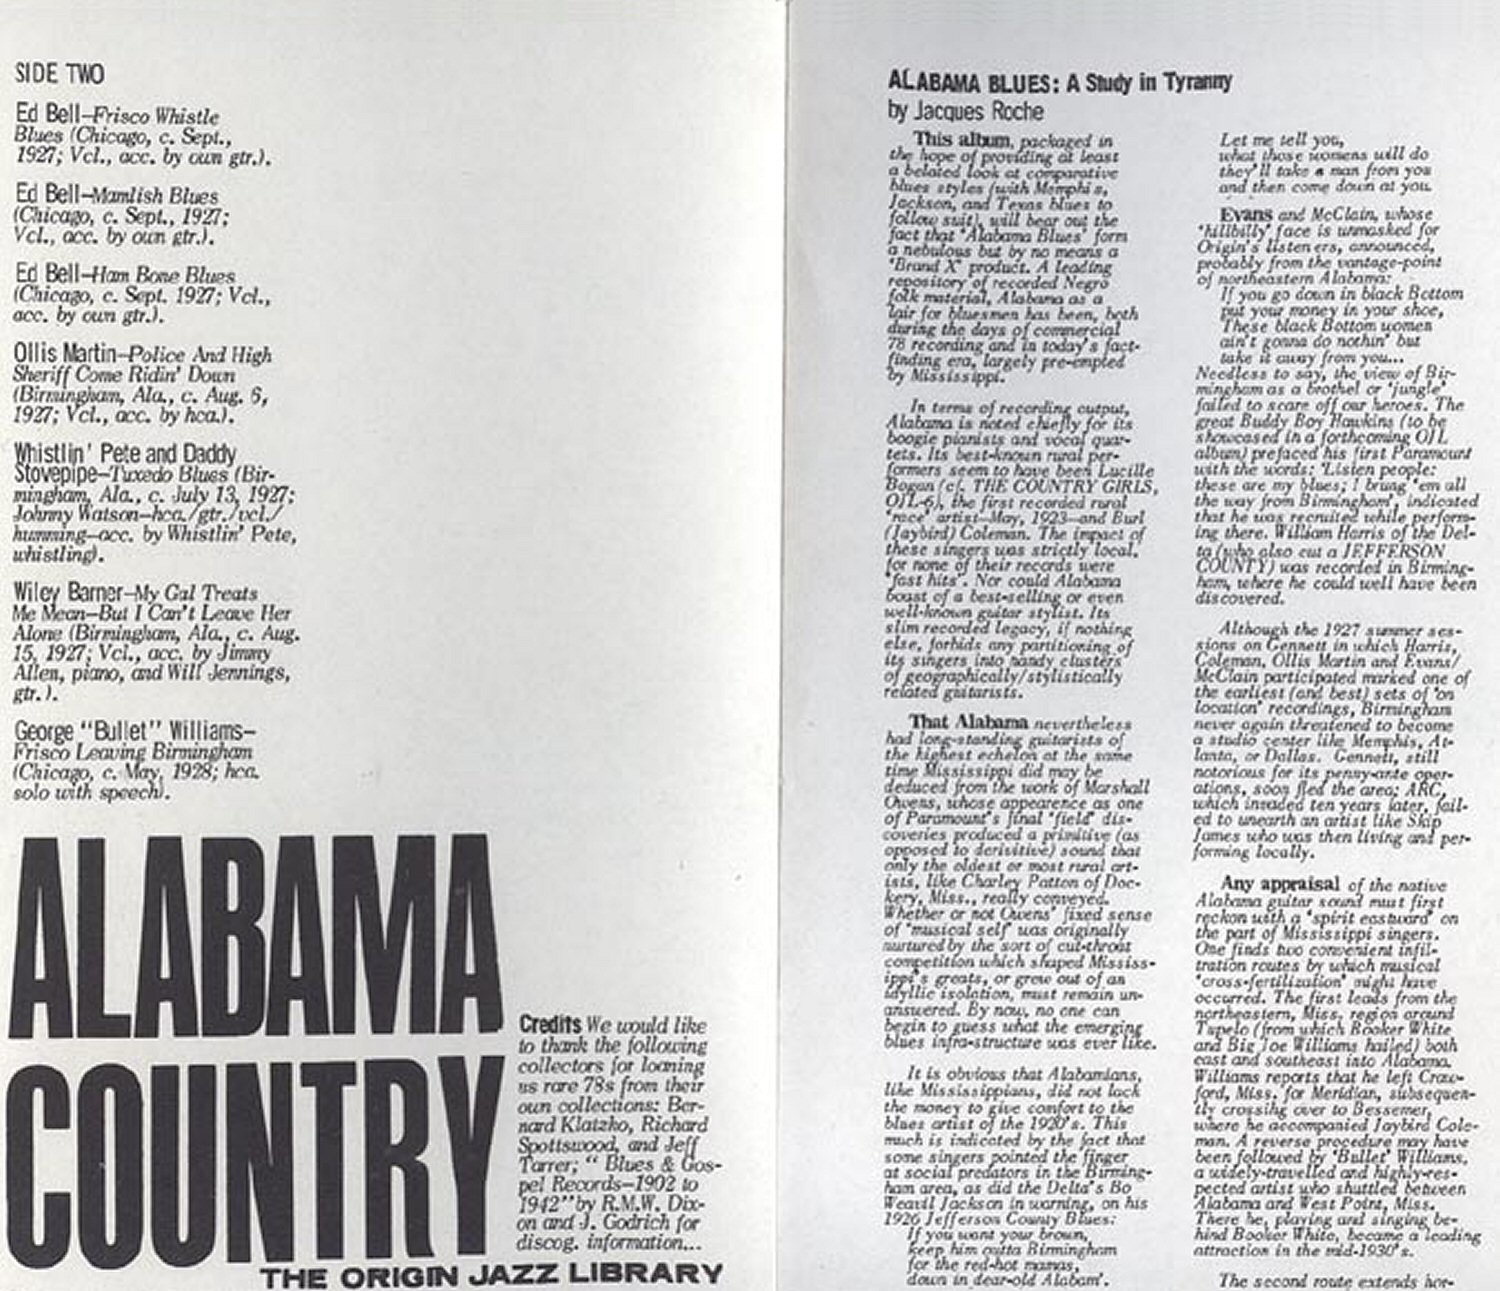 SIDE TWO
Ed Bell—Frisco Whistle
Blues (Chicago, c. Sept.,
1927; Vcl., acc. by own gtr.).
Ed Bell—Mamlish Blues
(Chicago, c. Sept., 1927;
Vcl., acc. by own gtr.).
Ed Bell—Ham Bone Blues
(Chicago, c. Sept. 1927; Vcl.,
acc. by own gtr.).
Ollis Martin—Police And High
Sheriff Come Ridin' Down
(Birmingham, Ala., c. Aug. 6,
1927; Vcl., acc. by hca.).
Whistlin' Pete and Daddy
Stovepipe—Tuxedo Blues (Bir-
mingham, Ala., c. July 13, 1927;
Johnny Watson—hca./gtr./vcl./
humming—acc. by Whistlin' Pete,
whistling).
Wiley Barner—My Gal Treats
Me Mean—But I Can't Leave Her
Alone (Birmingham, Ala., c. Aug.
15, 1927; Vcl., acc. by Jimmy
Allen, piano, and Will Jennings,
gtr.).
George "Bullet" Williams—
Frisco Leaving Birmingham
(Chicago, c. May, 1928; hca.
solo with speech).
ALABAMA
COUNTRY
Credits We would like
to thank the following
collectors for loaning
us rare 78s from their
own collections: Ber-
nard Klatzko, Richard
Spottswood, and Jeff
Tarrer; " Blues & Gos-
pel Records—1902 to
1942" by R.M.W. Dix-
on and J. Godrich for
discog. information...
THE ORIGIN JAZZ LIBRARY
ALABAMA BLUES: A Study in Tyranny
by Jacques Roche
This album, packaged in
the hope of providing at least
a belated look at comparative
blues styles (with Memphis,
Jackson, and Texas blues to
follow suit), will bear out the
fact that 'Alabama Blues' form
a nebulous but by no means a
'Brand X' product. A leading
repository of recorded Negro
folk material, Alabama as a
lair for bluesmen has been, both
during the days of commercial
78 recording and in today's fact-
finding era, largely pre-empted
by Mississippi.
In terms of recording output,
Alabama is noted chiefly for its
boogie pianists and vocal quar-
tets. Its best-known rural per-
formers seem to have been Lucille
Bogan (cf. THE COUNTRY GIRLS,
OJL-6), the first recorded rural
'race' artist—May, 1923—and Burl
(Jaybird) Coleman. The impact of
these singers was strictly local,
for none of their records were
'fast hits'. Nor could Alabama
boast of a best-selling or even
well-known guitar stylist. Its
slim recorded legacy, if nothing
else, forbids any partitioning of
its singers into handy clusters
of geographically/stylistically
related guitarists.
That Alabama nevertheless
had long-standing guitarists of
the highest echelon at the same
time Mississippi did may be
deduced from the work of Marshall
Owens, whose appearence as one
of Paramount's final 'field' dis-
coveries produced a primitive (as
opposed to derivitive) sound that
only the oldest or most rural art-
ists, like Charley Patton of Doc-
kery, Miss., really conveyed.
Whether or not Owens' fixed sense
of 'musical self' was originally
nurtured by the sort of cut-throat
competition which shaped Mississ-
ippi's greats, or grew out of an
idyllic isolation, must remain un-
answered. By now, no one can
begin to guess what the emerging
blues infra-structure was ever like.
It is obvious that Alabamians,
like Mississippians, did not lack
the money to give comfort to the
blues artist of the 1920's. This
much is indicated by the fact that
some singers pointed the finger
at social predators in the Birming-
ham area, as did the Delta's Bo
Weavil Jackson in warning, on his
1926 Jefferson County Blues:
If you want your brown,
keep him outta Birmingham
for the red-hot mamas,
down in dear-old Alabam'.
Let me tell you,
what those womens will do
they'll take a man from you
and then come down at you.
Evans and McClain, whose
'hillbilly' face is unmasked for
Origin's listeners, announced,
probably from the vantage-point
of northeastern Alabama:
If you go down in black Bottom
put your money in your shoe,
These black Bottom women
ain't gonna do nothin' but
take it away from you...
Needless to say, the view of Bir-
mingham as a brothel or 'jungle'
failed to scare off our heroes. The
great Buddy Boy Hawkins (to be
showcased in a forthcoming OJL
album) prefaced his first Paramount
with the words: 'Listen people:
these are my blues; I brung 'em all
the way from Birmingham', indicated
that he was recruited while perform-
ing there. William Harris of the Del-
ta (who also cut a JEFFERSON
COUNTY) was recorded in Birming-
ham, where he could well have been
discovered.
Although the 1927 summer ses-
sions on Gennett in which Harris,
Coleman, Ollis Martin and Evans/
McClain participated marked one of
the earliest (and best) sets of 'on
location' recordings, Birmingham
never again threatened to become
a studio center like Memphis, At-
lanta, or Dallas. Gennett, still
notorious for its penny-ante oper-
ations, soon fled the area; ARC,
which invaded ten years later, fail-
ed to unearth an artist like Skip
James who was then living and per-
forming locally.
Any appraisal of the native
Alabama guitar sound must first
reckon with a 'spirit eastward' on
the part of Mississippi singers.
One finds two convenient infil-
tration routes by which musical
'cross-fertilization' might have
occurred. The first leads from the
northeastern, Miss. region around
Tupelo (from which Booker White
and Big Joe Williams hailed) both
east and southeast into Alabama.
Williams reports that he left Craw-
ford, Miss. for Meridian, subsequen-
tly crossing over to Bessemer,
where he accompanied Jaybird Cole-
man. A reverse procedure may have
been followed by 'Bullet' Williams,
a widely-travelled and highly-res-
pected artist who shuttled between
Alabama and West Point, Miss.
There he, playing and singing be-
hind Booker White, became a leading
attraction in the mid-1930's.
The second route extends hor-